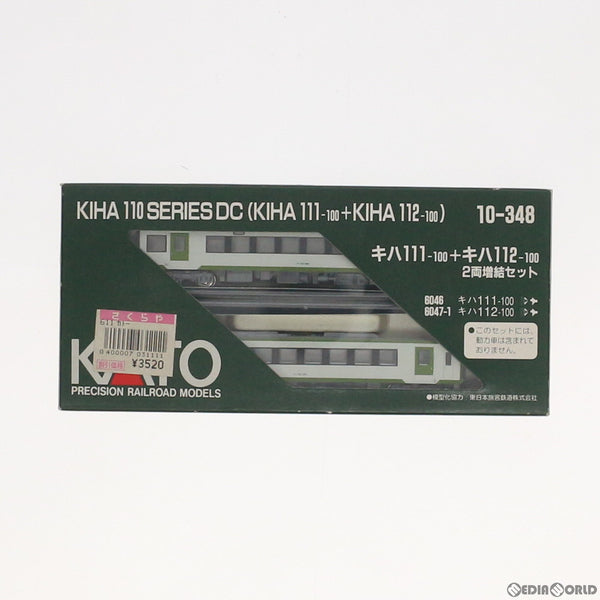 KIHA 110 SERIES DC (KIHA 111-100+KIHA 112-100)
10-348
キハ111-100+キハ112-100
2両増結セット
6046 キハ111-100
6047-1 キハ112-100
●このセットには、
動力車は含まれて
おりません。
さくらや
0 400007 031111
¥3520
KATO
PRECISION RAILROAD MODELS
●模型化協力:東日本旅客鉄道株式会社
©MEDIAWORLD